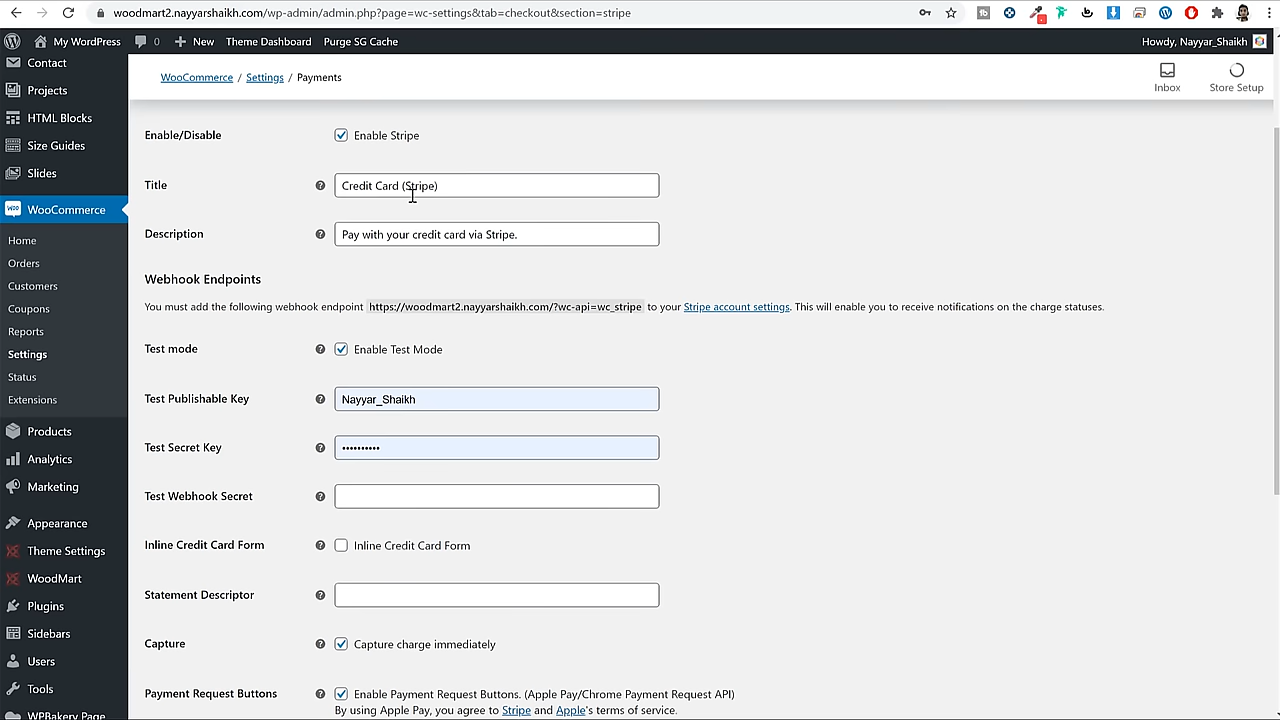 woodmart2.nayyarshaikh.com/wp-admin/admin.php?page=wc-settings&tab=checkout&section=stripe
My WordPress 0 New Theme Dashboard Purge SG Cache Howdy, Nayyar_Shaikh
Contact
Projects
HTML Blocks
Size Guides
Slides
WooCommerce
Home
Orders
Customers
Coupons
Reports
Settings
Status
Extensions
Products
Analytics
Marketing
Appearance
Theme Settings
WoodMart
Plugins
Sidebars
Users
Tools
WPBakery Page
WooCommerce / Settings / Payments
Inbox Store Setup
Enable/Disable Enable Stripe
Title Credit Card (Stripe)
Description Pay with your credit card via Stripe.
Webhook Endpoints
You must add the following webhook endpoint https://woodmart2.nayyarshaikh.com/?wc-api=wc_stripe to your Stripe account settings. This will enable you to receive notifications on the charge statuses.
Test mode Enable Test Mode
Test Publishable Key Nayyar_Shaikh
Test Secret Key ••••••••••
Test Webhook Secret
Inline Credit Card Form Inline Credit Card Form
Statement Descriptor
Capture Capture charge immediately
Payment Request Buttons Enable Payment Request Buttons. (Apple Pay/Chrome Payment Request API)
By using Apple Pay, you agree to Stripe and Apple's terms of service.